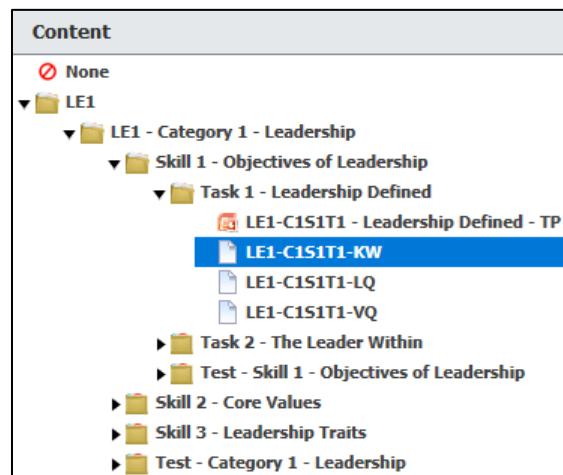 Content
None
LE1
LE1 - Category 1 - Leadership
Skill 1 - Objectives of Leadership
Task 1 - Leadership Defined
LE1-C1S1T1 - Leadership Defined - TP
LE1-C1S1T1-KW
LE1-C1S1T1-LQ
LE1-C1S1T1-VQ
Task 2 - The Leader Within
Test - Skill 1 - Objectives of Leadership
Skill 2 - Core Values
Skill 3 - Leadership Traits
Test - Category 1 - Leadership